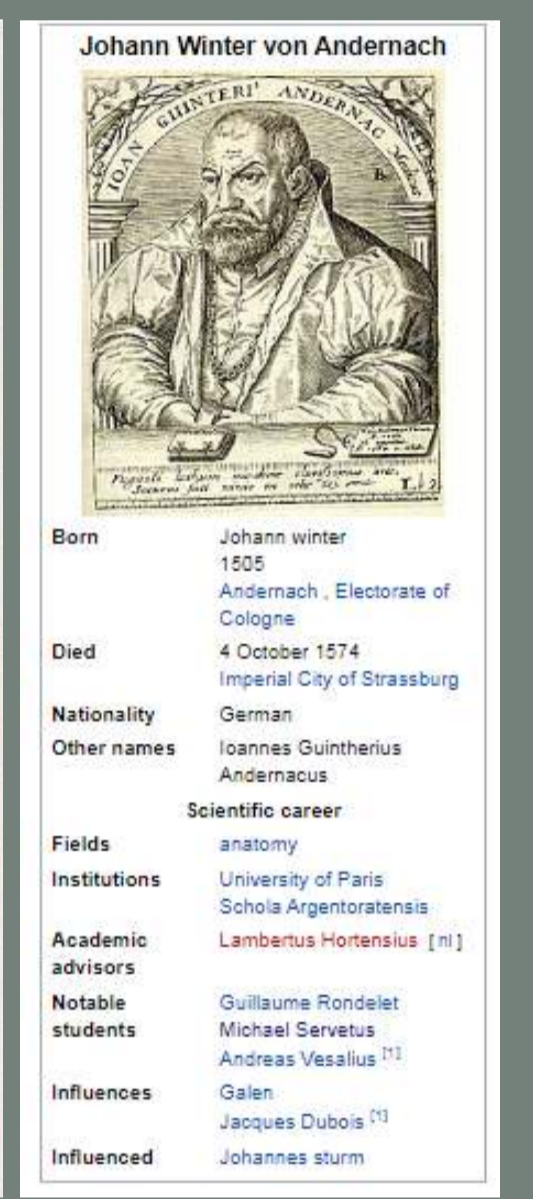 Johann Winter von Andernach
IOAN GUINTERI' ANDERNAC Medicus
B
T. 2
Born Johann winter
1505
Andernach , Electorate of
Cologne
Died 4 October 1574
Imperial City of Strassburg
Nationality German
Other names Ioannes Guintherius
Andernacus
Scientific career
Fields anatomy
Institutions University of Paris
Schola Argentoratensis
Academic advisors Lambertus Hortensius [ nl ]
Notable students Guillaume Rondelet
Michael Servetus
Andreas Vesalius [1]
Influences Galen
Jacques Dubois [1]
Influenced Johannes sturm